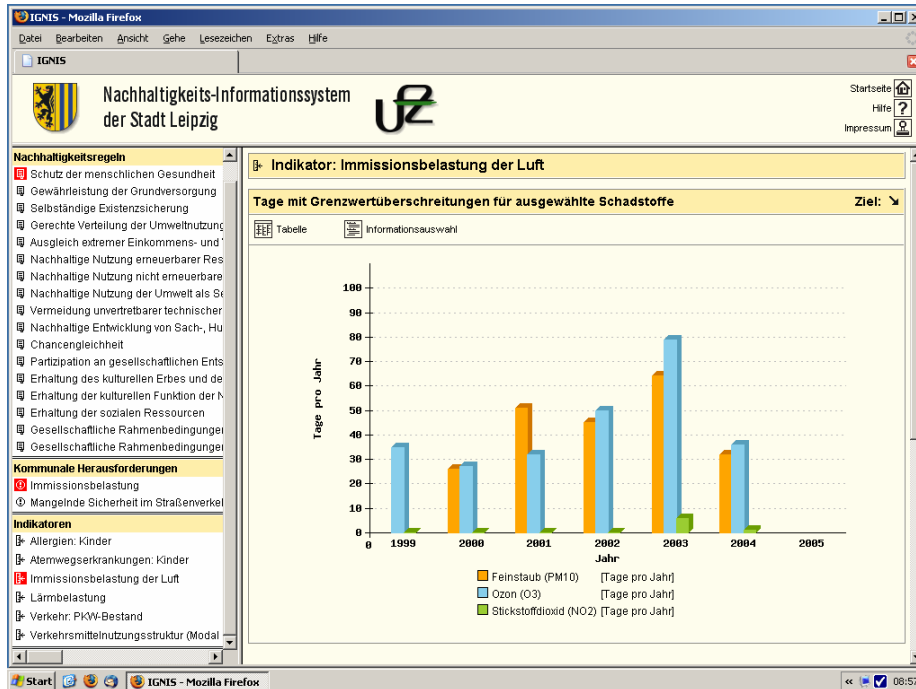 IGNIS - Mozilla Firefox
Datei Bearbeiten Ansicht Gehe Lesezeichen Extras Hilfe
IGNIS
Nachhaltigkeits-Informationssystem
der Stadt Leipzig
UFZ
Startseite
Hilfe
Impressum
Nachhaltigkeitsregeln
Schutz der menschlichen Gesundheit
Gewährleistung der Grundversorgung
Selbständige Existenzsicherung
Gerechte Verteilung der Umweltnutzung
Ausgleich extremer Einkommens- und
Nachhaltige Nutzung erneuerbarer Res
Nachhaltige Nutzung nicht erneuerbare
Nachhaltige Nutzung der Umwelt als Se
Vermeidung unvertretbarer technischer
Nachhaltige Entwicklung von Sach-, Hu
Chancengleichheit
Partizipation an gesellschaftlichen Ents
Erhaltung des kulturellen Erbes und de
Erhaltung der kulturellen Funktion der N
Erhaltung der sozialen Ressourcen
Gesellschaftliche Rahmenbedingunger
Gesellschaftliche Rahmenbedingunger
Kommunale Herausforderungen
Immissionsbelastung
Mangelnde Sicherheit im Straßenverkel
Indikatoren
Allergien: Kinder
Atemwegserkrankungen: Kinder
Immissionsbelastung der Luft
Lärmbelastung
Verkehr: PKW-Bestand
Verkehrsmittelnutzungsstruktur (Modal
Indikator: Immissionsbelastung der Luft
Tage mit Grenzwertüberschreitungen für ausgewählte Schadstoffe Ziel:
Tabelle Informationsauswahl
Tage pro Jahr
100
90
80
70
60
50
40
30
20
10
0
0 1999 2000 2001 2002 2003 2004 2005
Jahr
Feinstaub (PM10) [Tage pro Jahr]
Ozon (O3) [Tage pro Jahr]
Stickstoffdioxid (NO2) [Tage pro Jahr]
Start IGNIS - Mozilla Firefox « 08:57